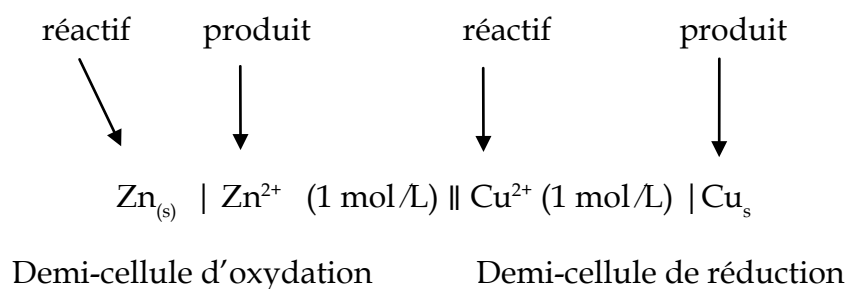 réactif produit réactif produit
Zn₍ₛ₎ | Zn²⁺ (1 mol/L) || Cu²⁺ (1 mol/L) | Cuₛ
Demi-cellule d'oxydation Demi-cellule de réduction